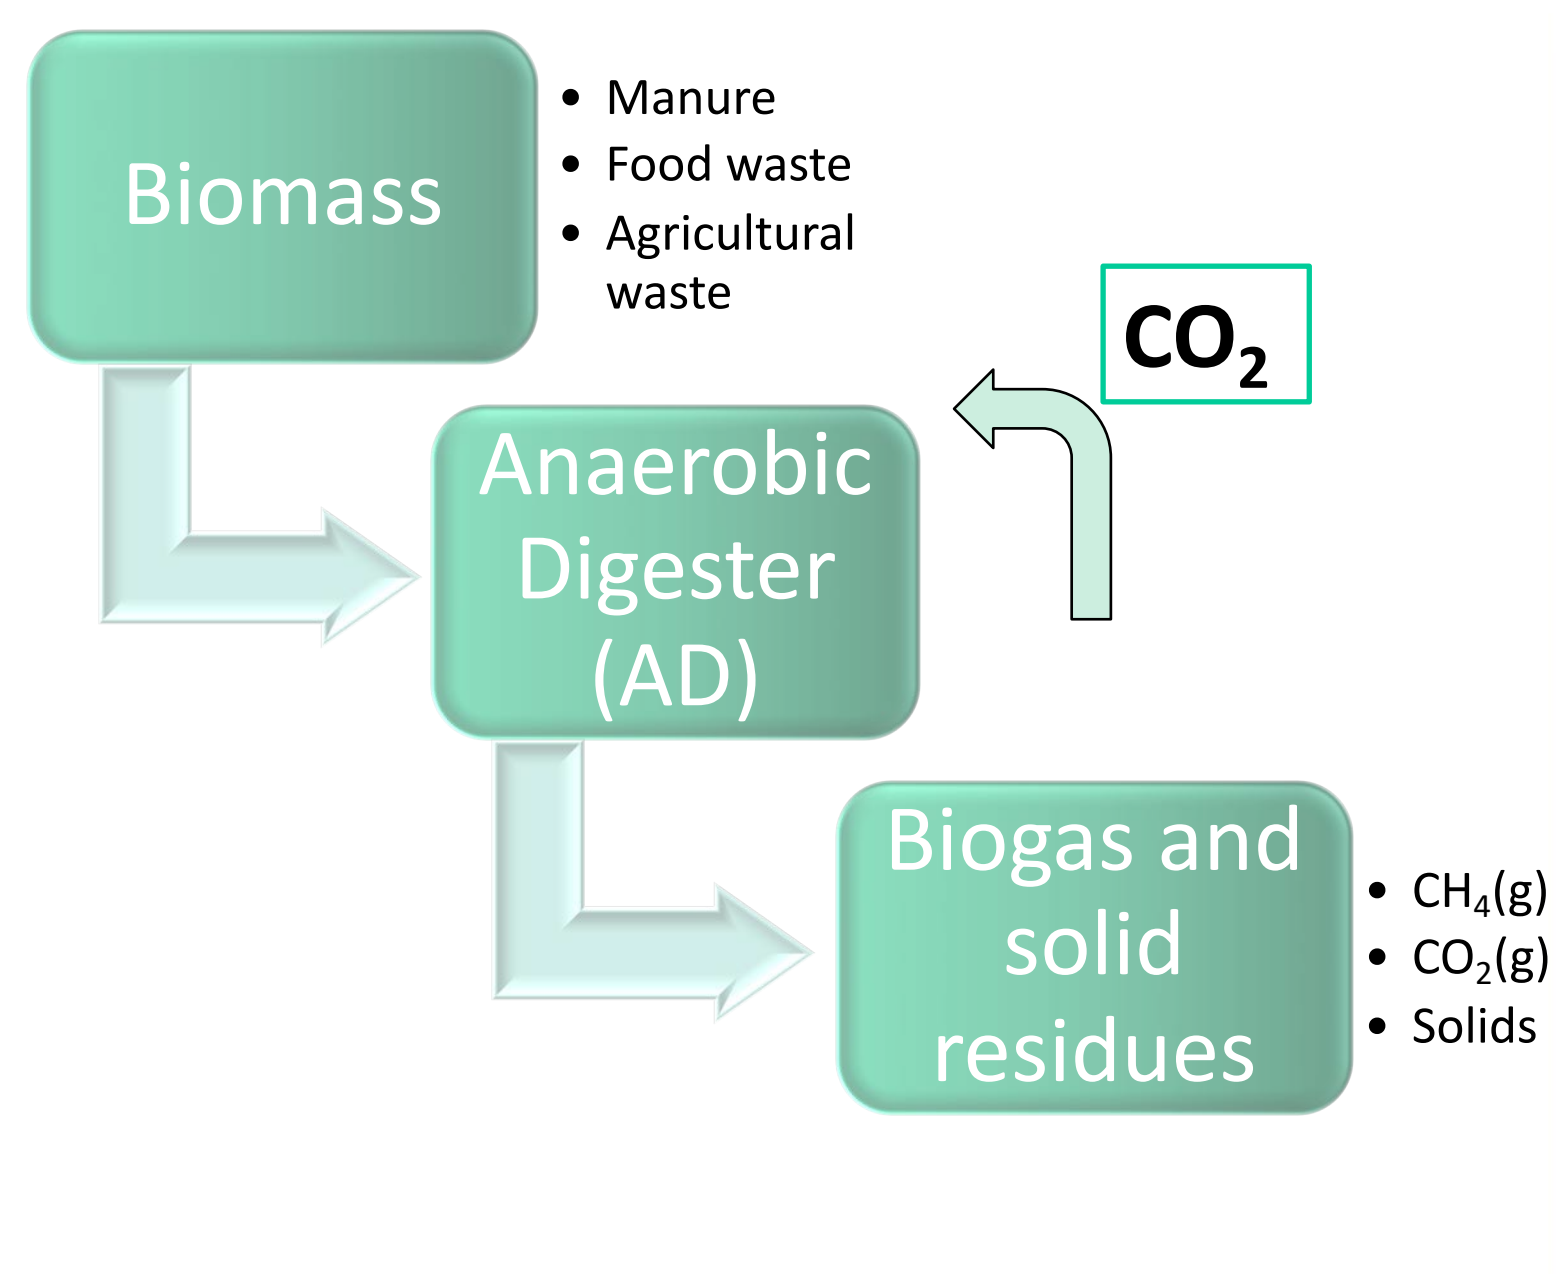 Biomass
• Manure
• Food waste
• Agricultural
waste
CO₂
Anaerobic
Digester
(AD)
Biogas and
solid
residues
• CH₄(g)
• CO₂(g)
• Solids